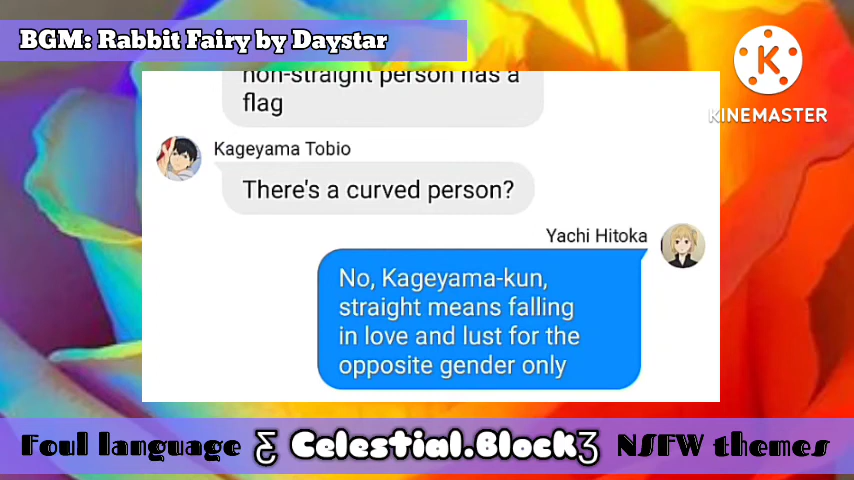 BGM: Rabbit Fairy by Daystar
KINEMASTER
non-straight person has a
flag
Kageyama Tobio
There's a curved person?
Yachi Hitoka
No, Kageyama-kun,
straight means falling
in love and lust for the
opposite gender only
Foul language Ƹ Celestial.BlockӠ NSFW themes